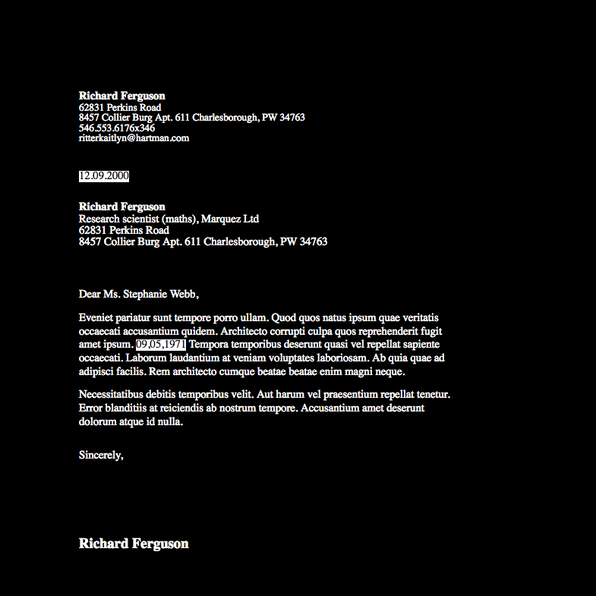 Richard Ferguson
62831 Perkins Road
8457 Collier Burg Apt. 611 Charlesborough, PW 34763
546.553.6176x346
ritterkaitlyn@hartman.com
12.09.2000
Richard Ferguson
Research scientist (maths), Marquez Ltd
62831 Perkins Road
8457 Collier Burg Apt. 611 Charlesborough, PW 34763
Dear Ms. Stephanie Webb,
Eveniet pariatur sunt tempore porro ullam. Quod quos natus ipsum quae veritatis
occaecati accusantium quidem. Architecto corrupti culpa quos reprehenderit fugit
amet ipsum. 09,05,1971 Tempora temporibus deserunt quasi vel repellat sapiente
occaecati. Laborum laudantium at veniam voluptates laboriosam. Ab quia quae ad
adipisci facilis. Rem architecto cumque beatae beatae enim magni neque.
Necessitatibus debitis temporibus velit. Aut harum vel praesentium repellat tenetur.
Error blanditiis at reiciendis ab nostrum tempore. Accusantium amet deserunt
dolorum atque id nulla.
Sincerely,
Richard Ferguson